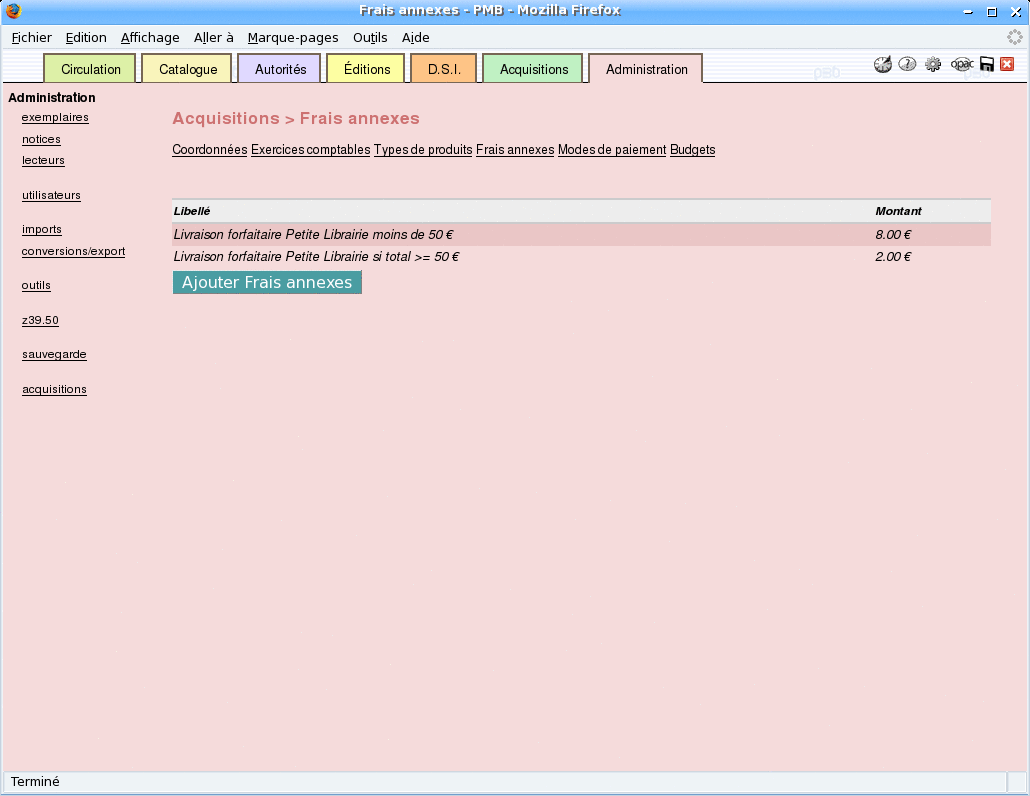 Frais annexes - PMB - Mozilla Firefox
Fichier Edition Affichage Aller à Marque-pages Outils Aide
Circulation Catalogue Autorités Éditions D.S.I. Acquisitions Administration
pmb opac pmb
Administration
exemplaires
notices
lecteurs
utilisateurs
imports
conversions/export
outils
z39.50
sauvegarde
acquisitions
Acquisitions > Frais annexes
Coordonnées Exercices comptables Types de produits Frais annexes Modes de paiement Budgets
Libellé Montant
Livraison forfaitaire Petite Librairie moins de 50 € 8.00 €
Livraison forfaitaire Petite Librairie si total >= 50 € 2.00 €
Ajouter Frais annexes
Terminé